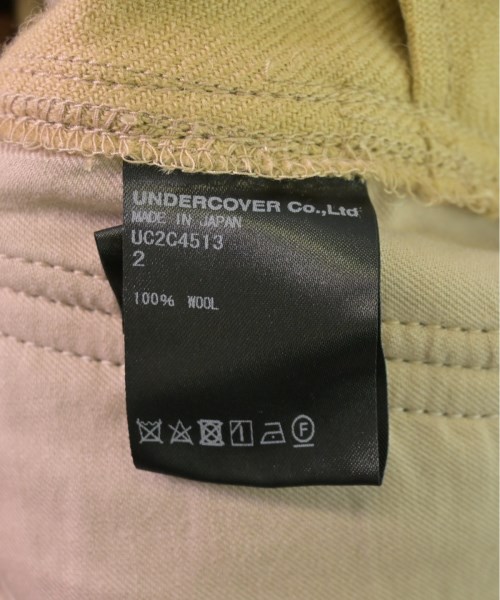 UNDERCOVER Co.,Ltd
MADE IN JAPAN
UC2C4513
2
100% WOOL
F